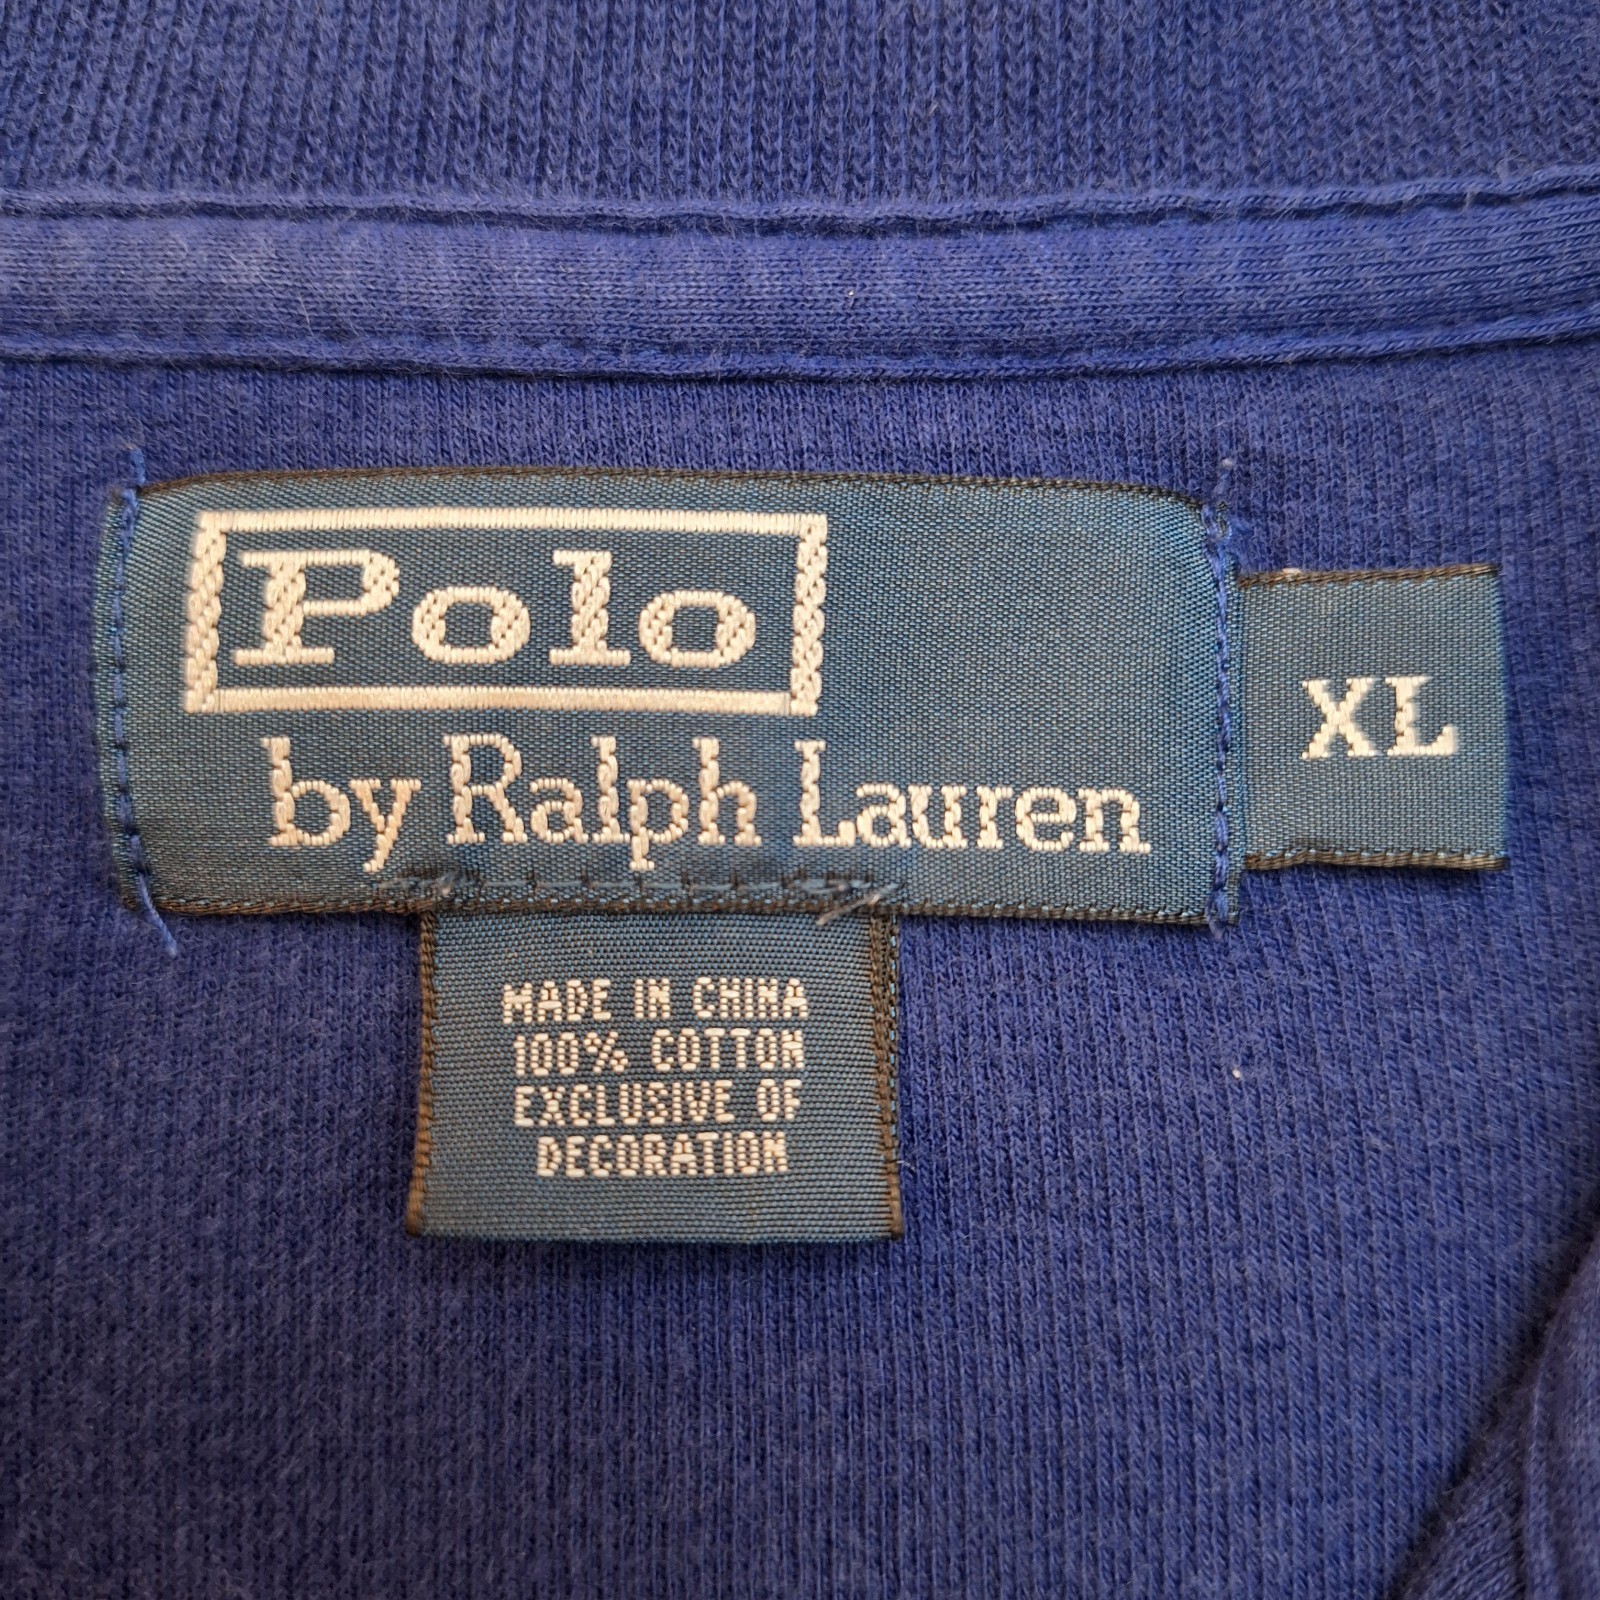 Polo
by Ralph Lauren
XL
MADE IN CHINA
100% COTTON
EXCLUSIVE OF
DECORATION